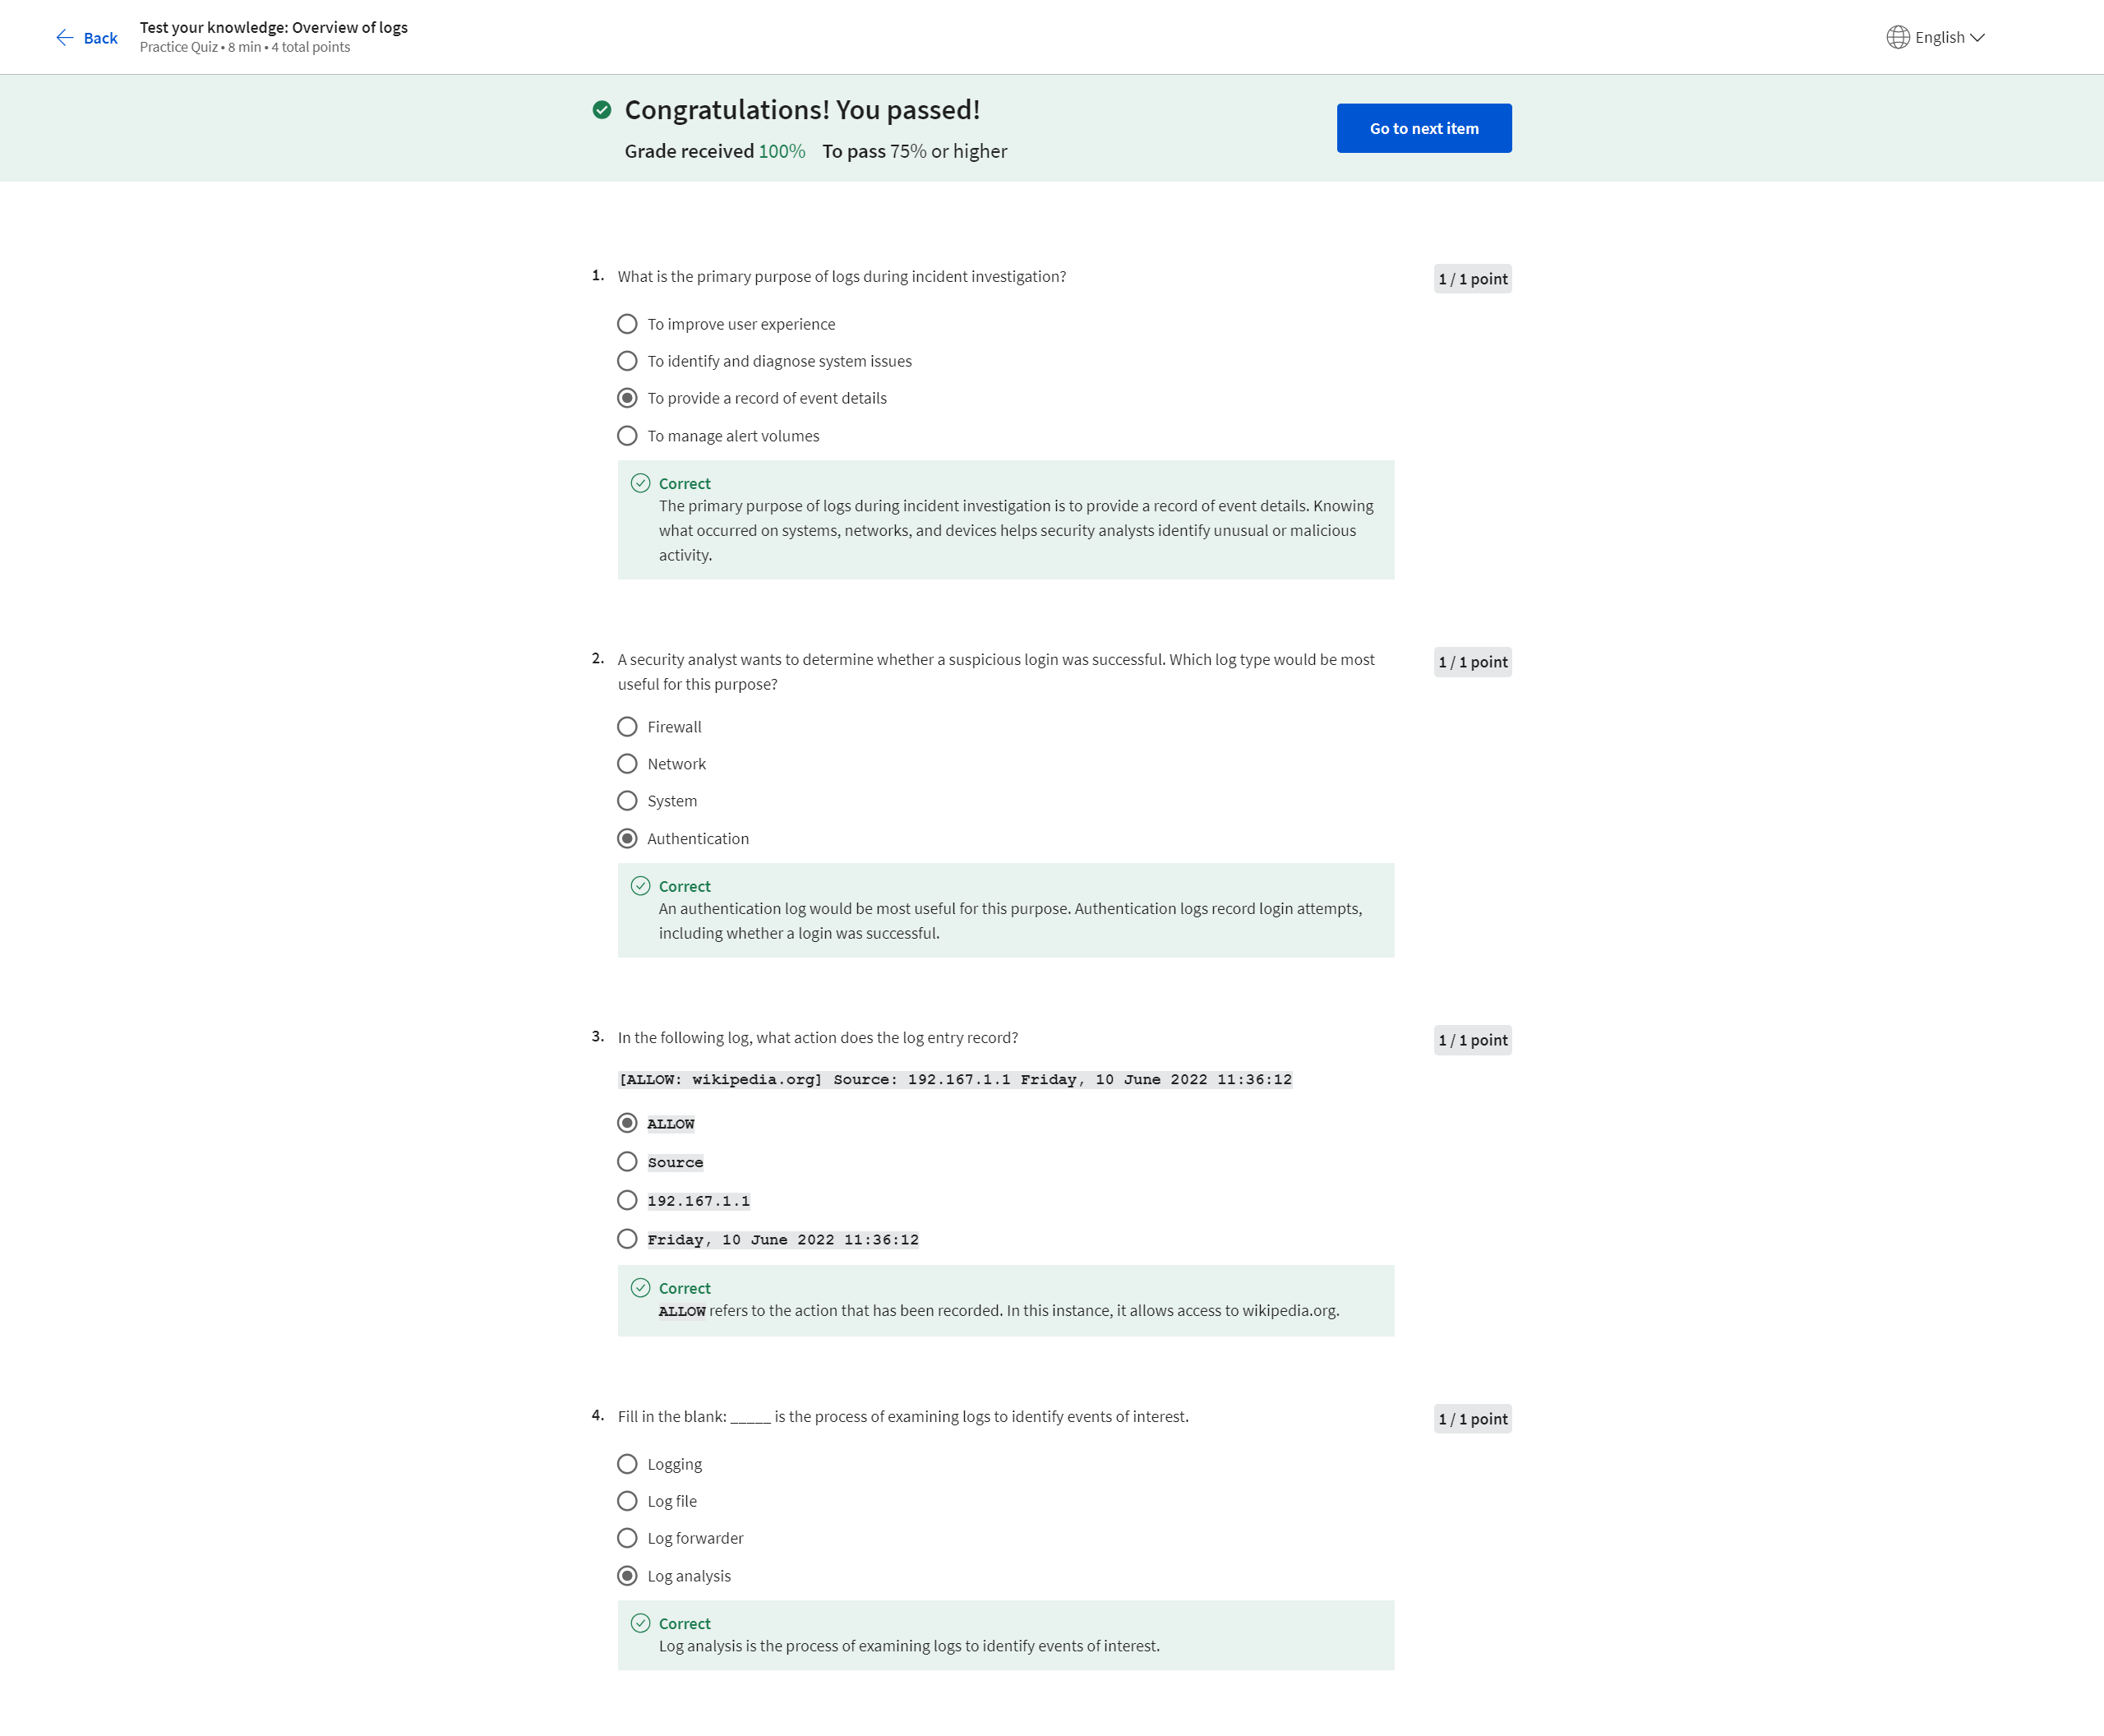 Back
Test your knowledge: Overview of logs
Practice Quiz • 8 min • 4 total points
English
Congratulations! You passed!
Grade received 100% To pass 75% or higher
Go to next item
1. What is the primary purpose of logs during incident investigation?
1 / 1 point
To improve user experience
To identify and diagnose system issues
To provide a record of event details
To manage alert volumes
Correct
The primary purpose of logs during incident investigation is to provide a record of event details. Knowing
what occurred on systems, networks, and devices helps security analysts identify unusual or malicious
activity.
2. A security analyst wants to determine whether a suspicious login was successful. Which log type would be most
useful for this purpose?
1 / 1 point
Firewall
Network
System
Authentication
Correct
An authentication log would be most useful for this purpose. Authentication logs record login attempts,
including whether a login was successful.
3. In the following log, what action does the log entry record?
1 / 1 point
[ALLOW: wikipedia.org] Source: 192.167.1.1 Friday, 10 June 2022 11:36:12
ALLOW
Source
192.167.1.1
Friday, 10 June 2022 11:36:12
Correct
ALLOW refers to the action that has been recorded. In this instance, it allows access to wikipedia.org.
4. Fill in the blank: _____ is the process of examining logs to identify events of interest.
1 / 1 point
Logging
Log file
Log forwarder
Log analysis
Correct
Log analysis is the process of examining logs to identify events of interest.